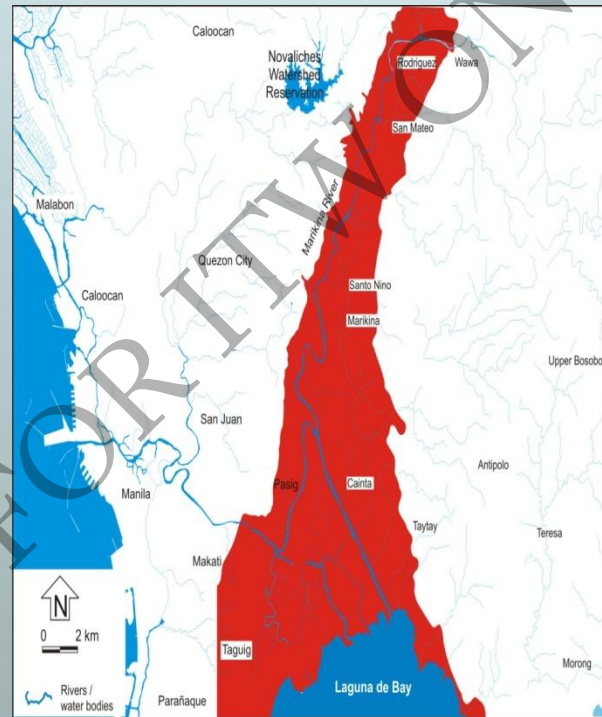 Caloocan
Novaliches
Watershed
Reservation
Rodriguez
Wawa
San Mateo
Marikina River
Malabon
Quezon City
Santo Nino
Caloocan
Marikina
Upper Bosobo
San Juan
Antipolo
Manila
Pasig
Cainta
Taytay
Teresa
Makati
N
0 2 km
Taguig
Morong
Rivers /
water bodies
Parañaque
Laguna de Bay
FOR ITWON